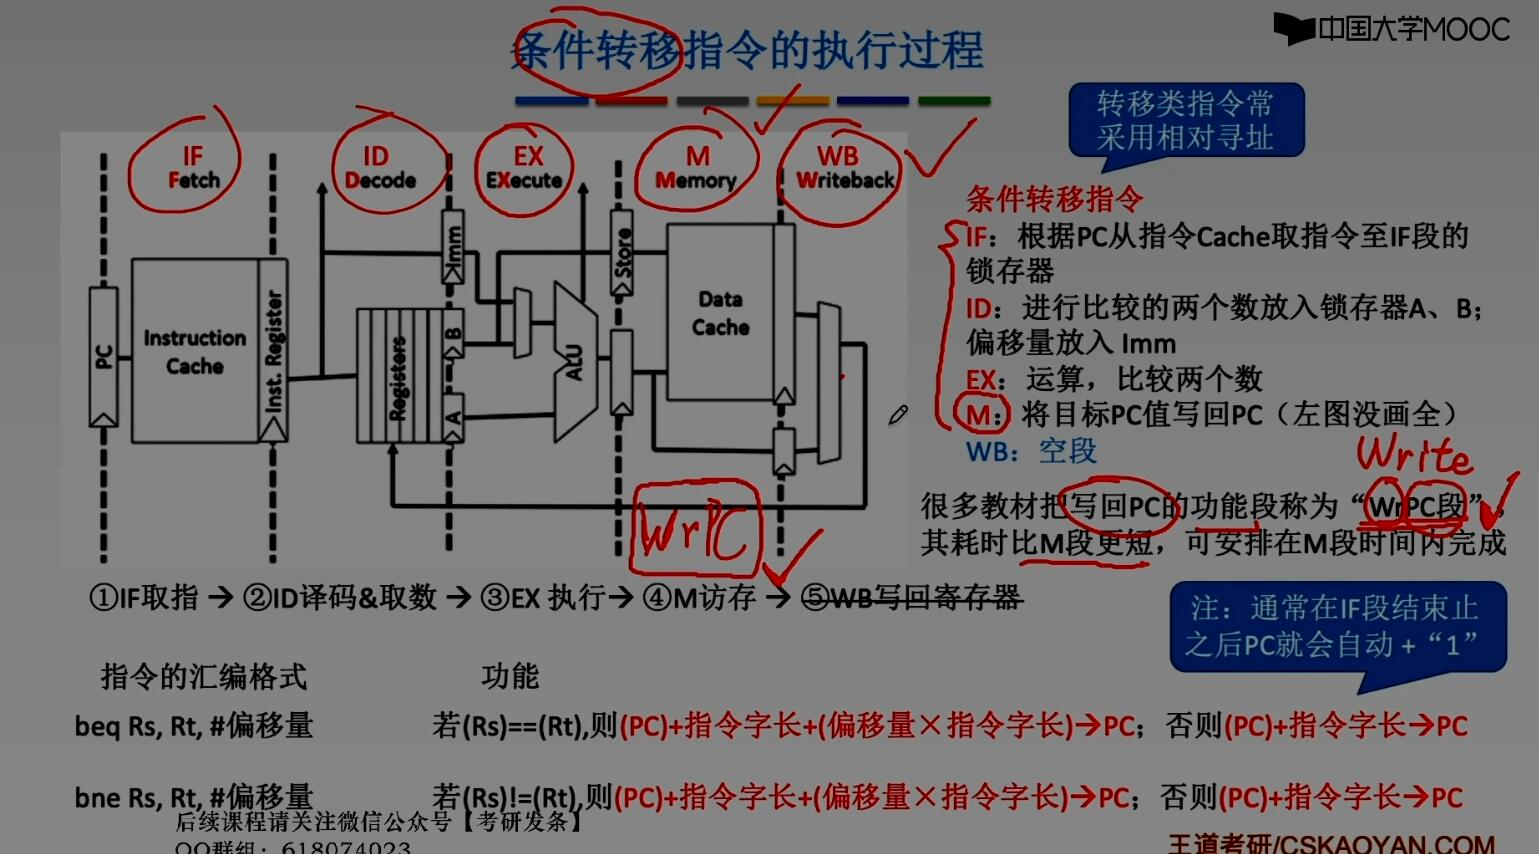 条件转移指令的执行过程
中国大学MOOC
转移类指令常
采用相对寻址
IF
Fetch
ID
Decode
EX
EXecute
M
Memory
WB
Writeback
PC
Instruction
Cache
Inst. Register
Registers
Imm
B
A
ALU
Store
Data
Cache
WrPC
条件转移指令
IF：根据PC从指令Cache取指令至IF段的
锁存器
ID：进行比较的两个数放入锁存器A、B；
偏移量放入 Imm
EX：运算，比较两个数
M：将目标PC值写回PC（左图没画全）
WB：空段
Write
很多教材把写回PC的功能段称为“WrPC段”，
其耗时比M段更短，可安排在M段时间内完成
①IF取指 → ②ID译码&取数 → ③EX 执行→ ④M访存 → ⑤WB写回寄存器
注：通常在IF段结束止
之后PC就会自动 + “1”
指令的汇编格式 功能
beq Rs, Rt, #偏移量 若(Rs)==(Rt),则(PC)+指令字长+(偏移量×指令字长)→PC； 否则(PC)+指令字长→PC
bne Rs, Rt, #偏移量 若(Rs)!=(Rt),则(PC)+指令字长+(偏移量×指令字长)→PC； 否则(PC)+指令字长→PC
后续课程请关注微信公众号【考研发条】
QQ群组：618074023
王道考研/CSKAOYAN.COM